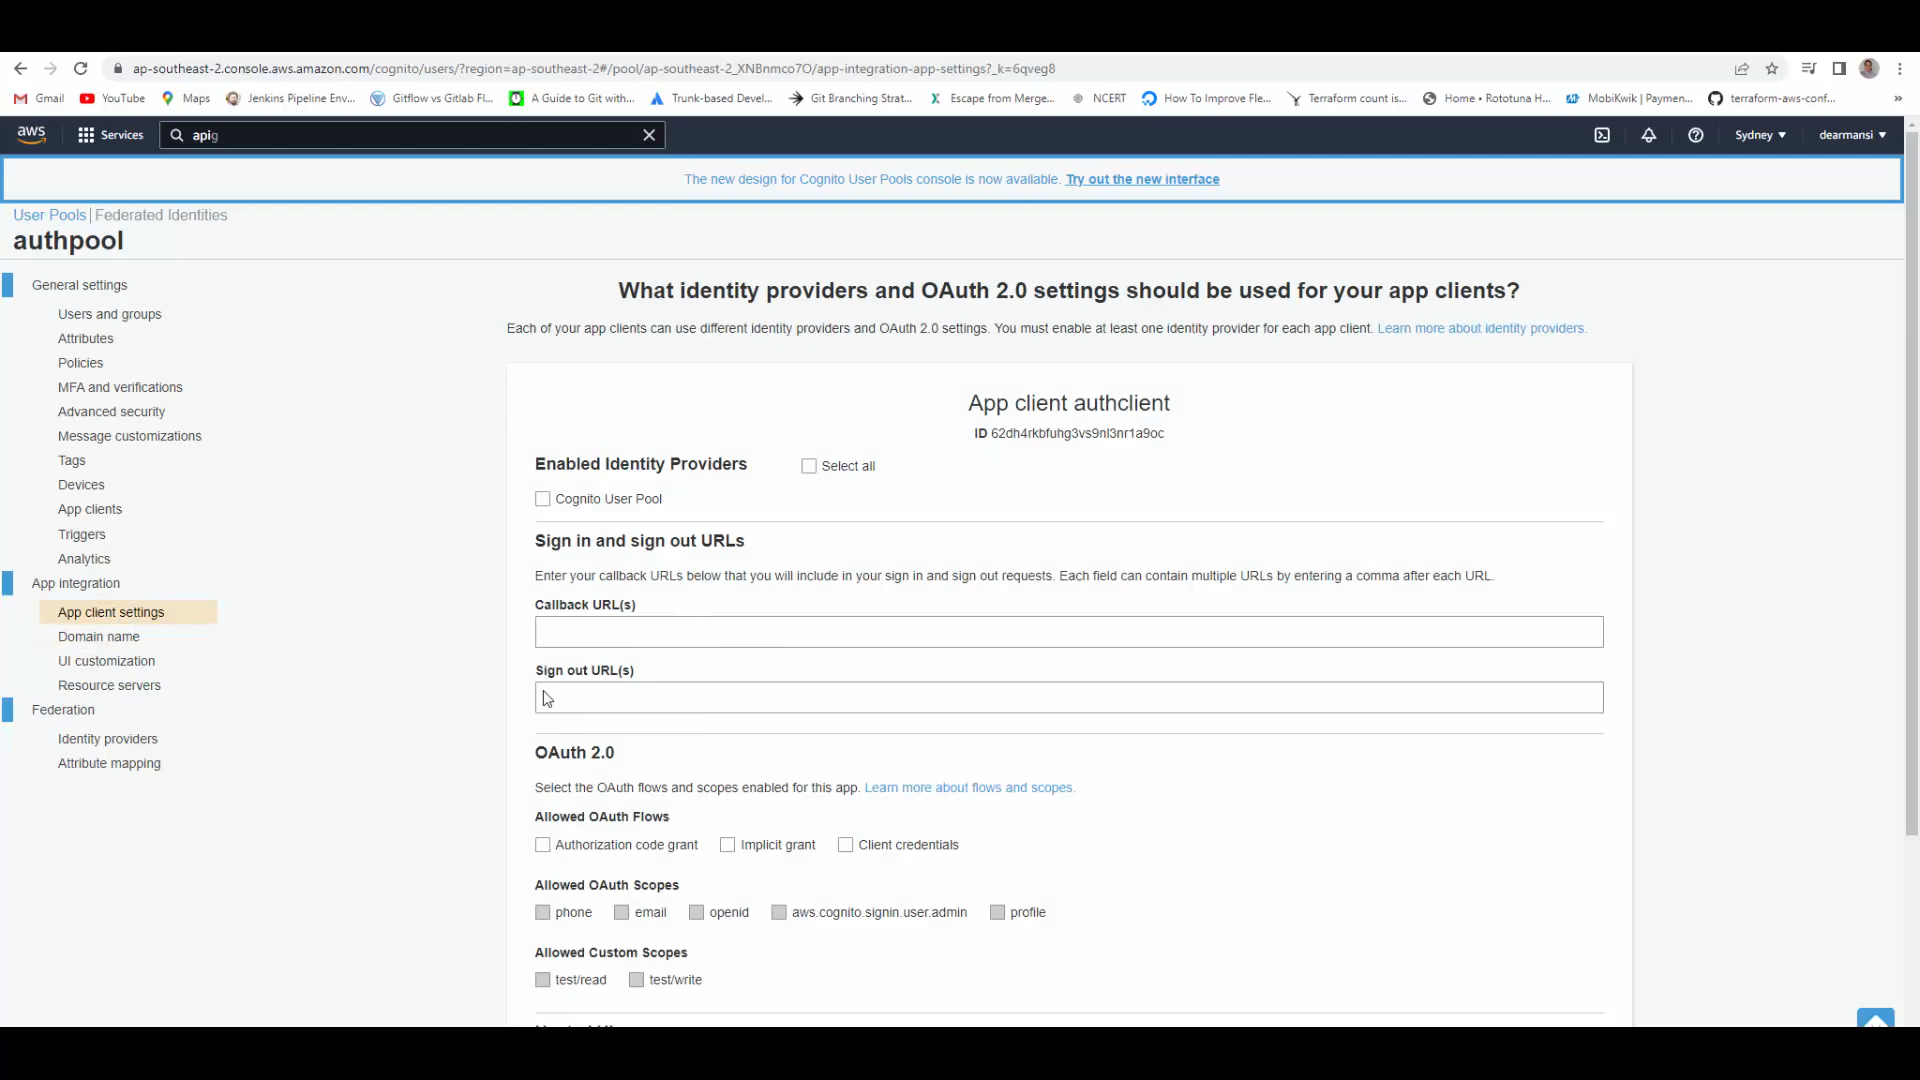 ap-southeast-2.console.aws.amazon.com/cognito/users/?region=ap-southeast-2#/pool/ap-southeast-2_XNBnmco7O/app-integration-app-settings?_k=6qveg8
Gmail YouTube Maps Jenkins Pipeline Env... Gitflow vs Gitlab Fl... A Guide to Git with... Trunk-based Devel... Git Branching Strat... Escape from Merge... NCERT How To Improve Fle... Terraform count is... Home • Rototuna H... MobiKwik | Paymen... terraform-aws-conf... »
aws Services apig Sydney dearmansi
The new design for Cognito User Pools console is now available. Try out the new interface
User Pools | Federated Identities
authpool
General settings
Users and groups
Attributes
Policies
MFA and verifications
Advanced security
Message customizations
Tags
Devices
App clients
Triggers
Analytics
App integration
App client settings
Domain name
UI customization
Resource servers
Federation
Identity providers
Attribute mapping
What identity providers and OAuth 2.0 settings should be used for your app clients?
Each of your app clients can use different identity providers and OAuth 2.0 settings. You must enable at least one identity provider for each app client. Learn more about identity providers.
App client authclient
ID 62dh4rkbfuhg3vs9nl3nr1a9oc
Enabled Identity Providers Select all
Cognito User Pool
Sign in and sign out URLs
Enter your callback URLs below that you will include in your sign in and sign out requests. Each field can contain multiple URLs by entering a comma after each URL.
Callback URL(s)
Sign out URL(s)
OAuth 2.0
Select the OAuth flows and scopes enabled for this app. Learn more about flows and scopes.
Allowed OAuth Flows
Authorization code grant Implicit grant Client credentials
Allowed OAuth Scopes
phone email openid aws.cognito.signin.user.admin profile
Allowed Custom Scopes
test/read test/write